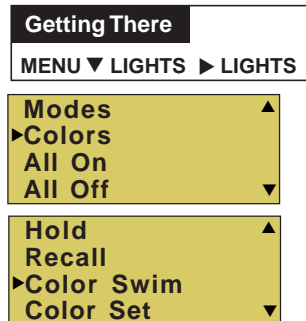 Getting There
MENU ▼ LIGHTS ▶ LIGHTS
Modes ▲
▶Colors
All On
All Off ▼
Hold ▲
Recall
▶Color Swim
Color Set ▼